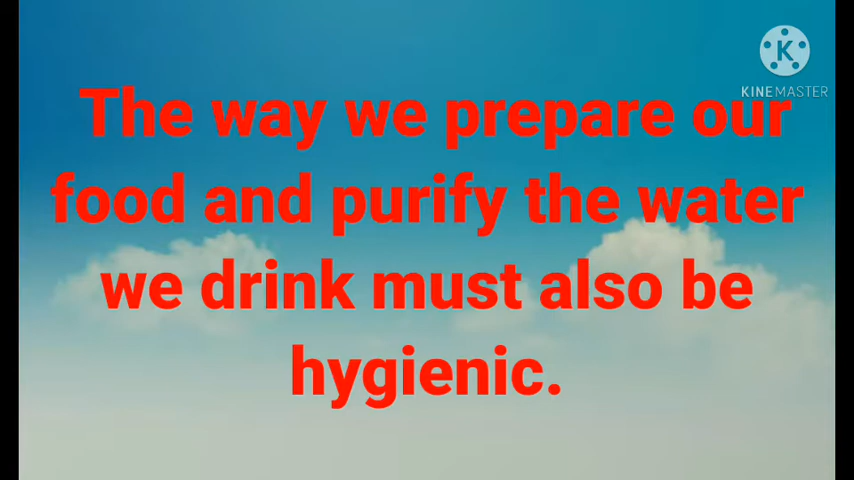 K
KINEMASTER
The way we prepare our
food and purify the water
we drink must also be
hygienic.